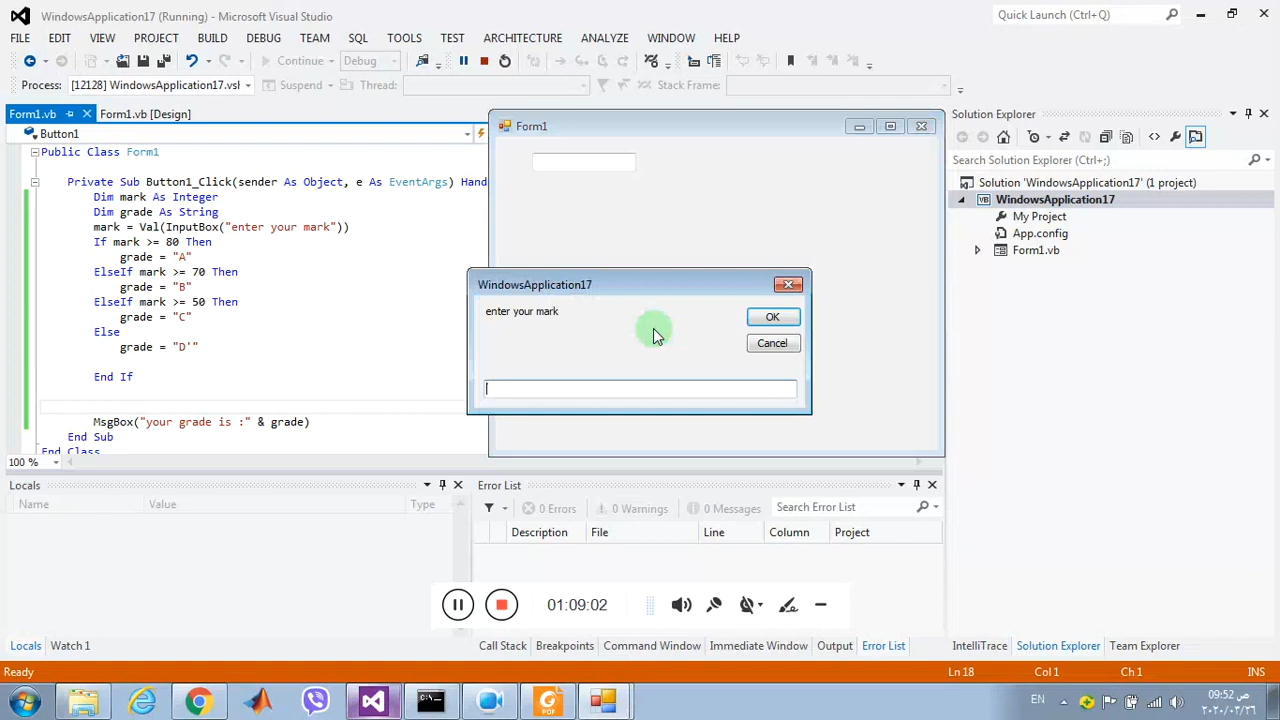 WindowsApplication17 (Running) - Microsoft Visual Studio
Quick Launch (Ctrl+Q)
FILE EDIT VIEW PROJECT BUILD DEBUG TEAM SQL TOOLS TEST ARCHITECTURE ANALYZE WINDOW HELP
Continue Debug
Process: [12128] WindowsApplication17.vsl Suspend Thread: Stack Frame:
Form1.vb Form1.vb [Design]
Button1
Public Class Form1
Private Sub Button1_Click(sender As Object, e As EventArgs) Hand
Dim mark As Integer
Dim grade As String
mark = Val(InputBox("enter your mark"))
If mark >= 80 Then
grade = "A"
ElseIf mark >= 70 Then
grade = "B"
ElseIf mark >= 50 Then
grade = "C"
Else
grade = "D'"
End If
MsgBox("your grade is :" & grade)
End Sub
End Class
100 %
Form1
WindowsApplication17
enter your mark
OK
Cancel
Solution Explorer
Search Solution Explorer (Ctrl+;)
Solution 'WindowsApplication17' (1 project)
VB WindowsApplication17
My Project
App.config
Form1.vb
Locals
Name Value Type
Error List
0 Errors 0 Warnings 0 Messages Search Error List
Description File Line Column Project
01:09:02
Locals Watch 1 Call Stack Breakpoints Command Window Immediate Window Output Error List IntelliTrace Solution Explorer Team Explorer
Ready Ln 18 Col 1 Ch 1 INS
PDF
EN
09:52 ص
٢٠٢٠/٠٣/٢٦